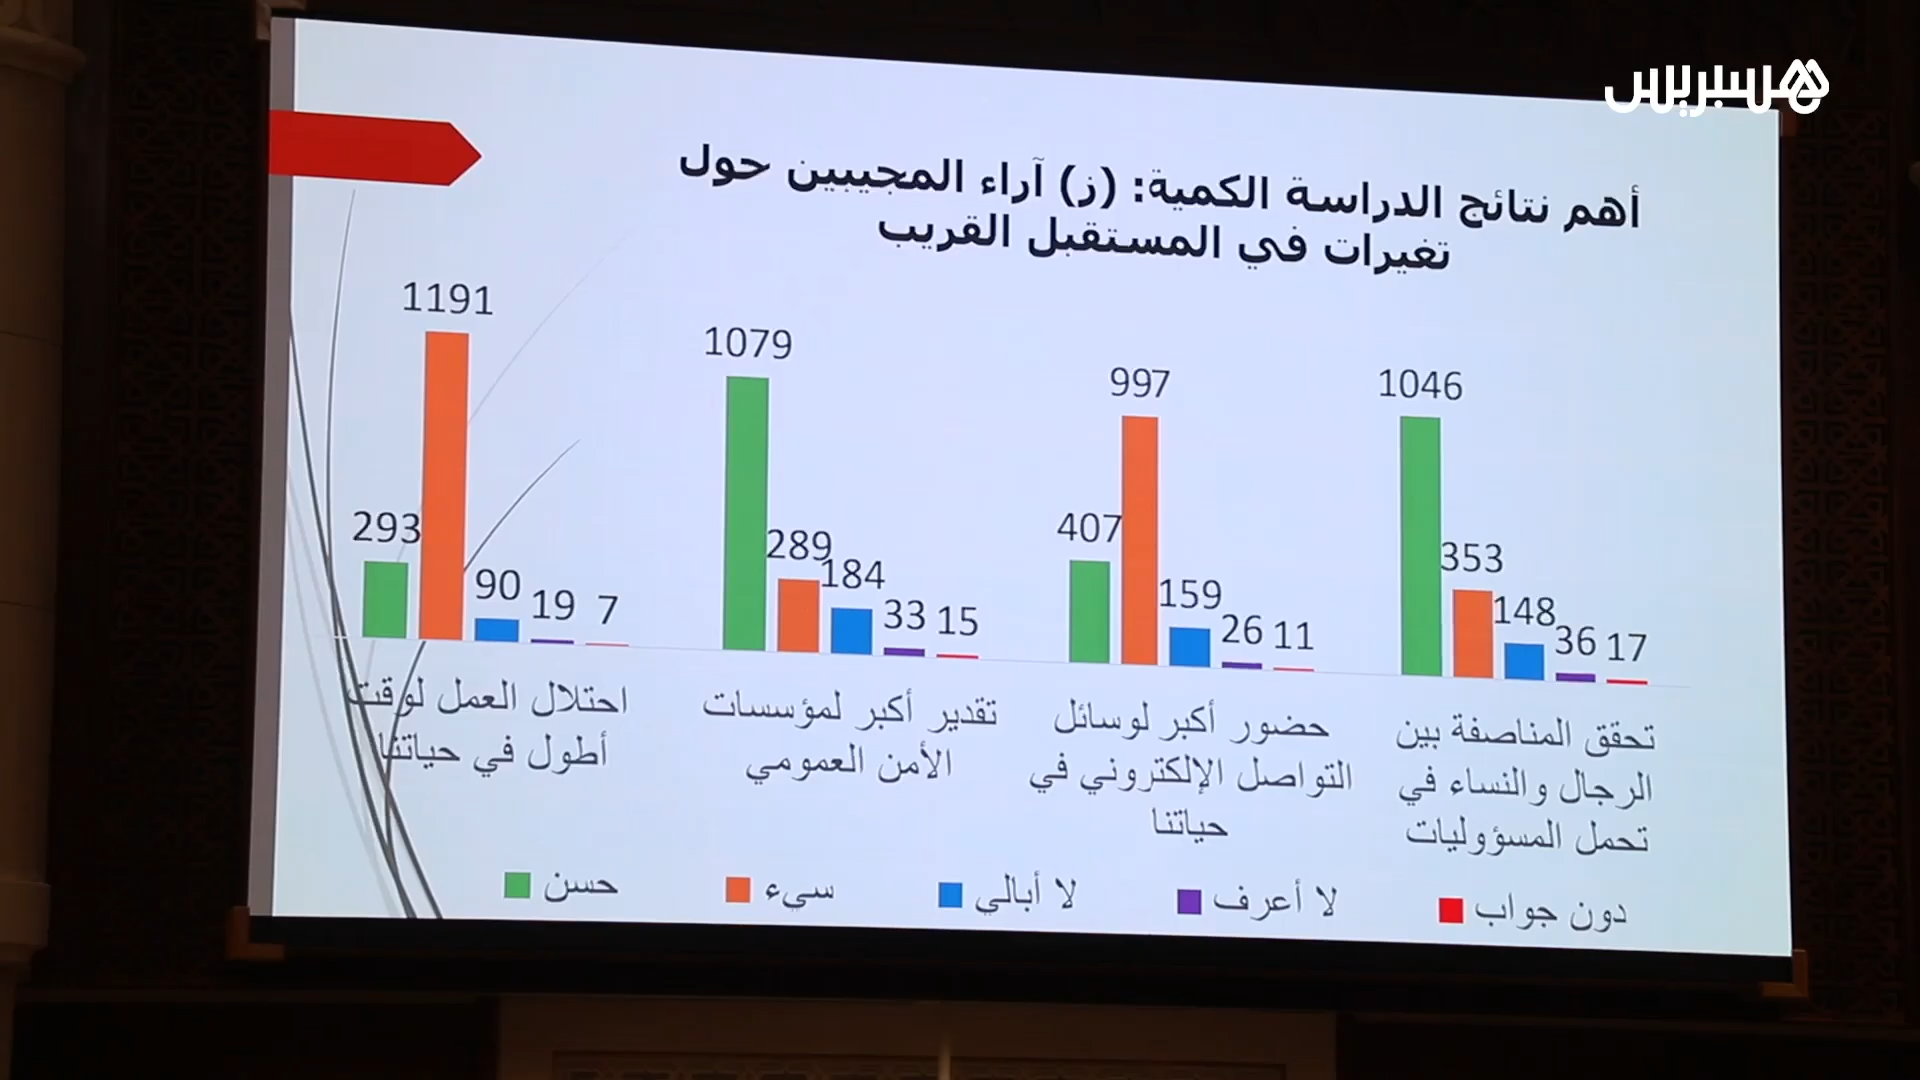 هسبريس
أهم نتائج الدراسة الكمية: (ز) آراء المجيبين حول
تغيرات في المستقبل القريب
293 1191 90 19 7
1079 289 184 33 15
407 997 159 26 11
1046 353 148 36 17
احتلال العمل لوقت
أطول في حياتنا
تقدير أكبر لمؤسسات
الأمن العمومي
حضور أكبر لوسائل
التواصل الإلكتروني في
حياتنا
تحقق المناصفة بين
الرجال والنساء في
تحمل المسؤوليات
حسن سيء لا أبالي لا أعرف دون جواب